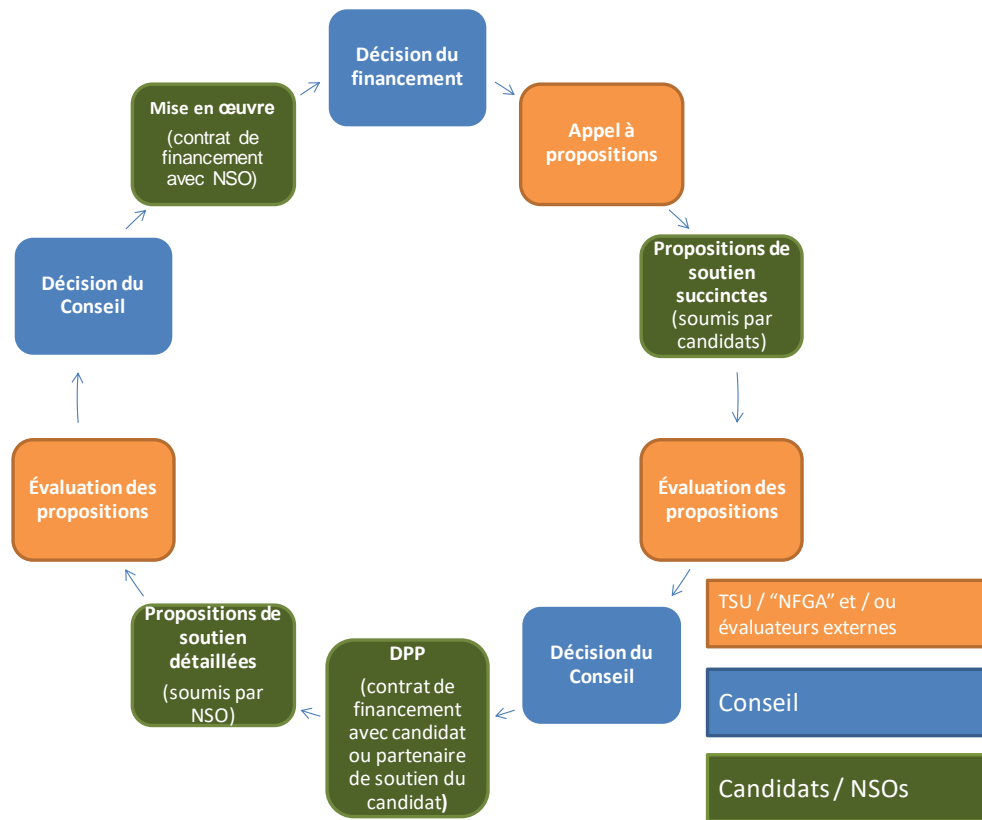 Décision du
financement
Appel à
propositions
Propositions de
soutien
succinctes
(soumis par
candidats)
Évaluation des
propositions
Décision du
Conseil
DPP
(contrat de
financement
avec candidat
ou partenaire
de soutien du
candidat)
Propositions de
soutien
détaillées
(soumis par
NSO)
Évaluation des
propositions
Décision du
Conseil
Mise en œuvre
(contrat de
financement
avec NSO)
TSU / "NFGA" et / ou
évaluateurs externes
Conseil
Candidats / NSOs